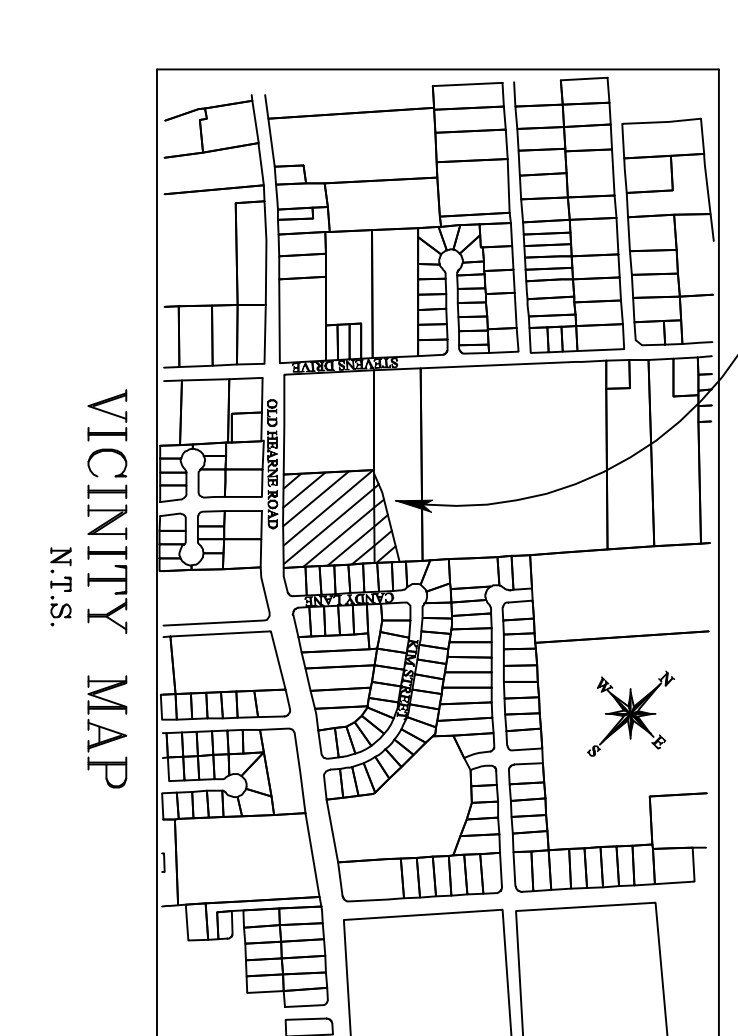 VICINITY MAP
N.T.S.
STEVENS DRIVE
OLD HEARNE ROAD
CANDY LANE
KIM STREET
N
W
E
S